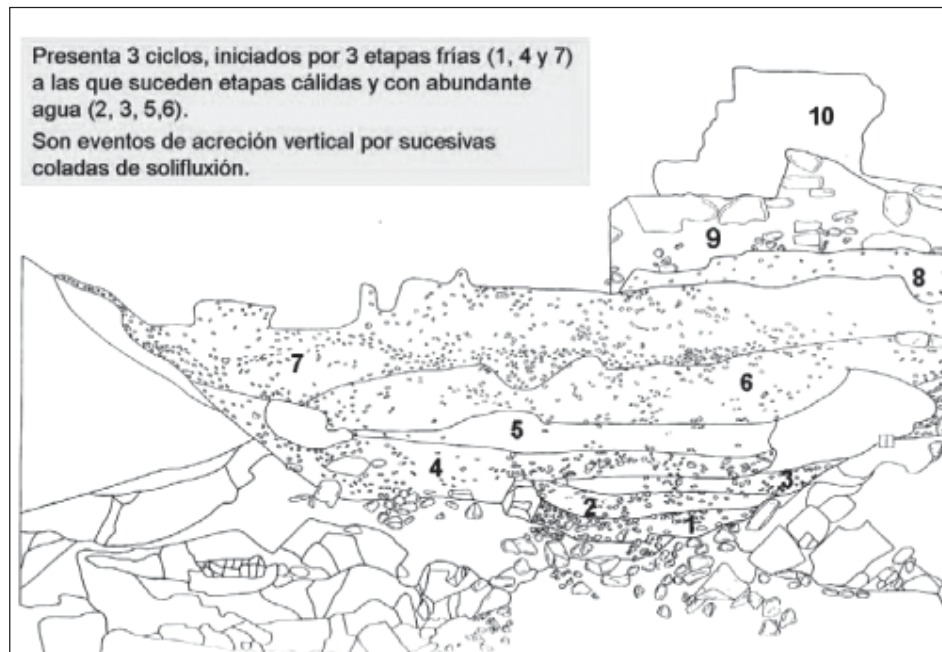 Presenta 3 ciclos, iniciados por 3 etapas frías (1, 4 y 7)
a las que suceden etapas cálidas y con abundante
agua (2, 3, 5,6).
Son eventos de acreción vertical por sucesivas
coladas de solifluxión.
10
9
8
7
6
5
4
3
2
1